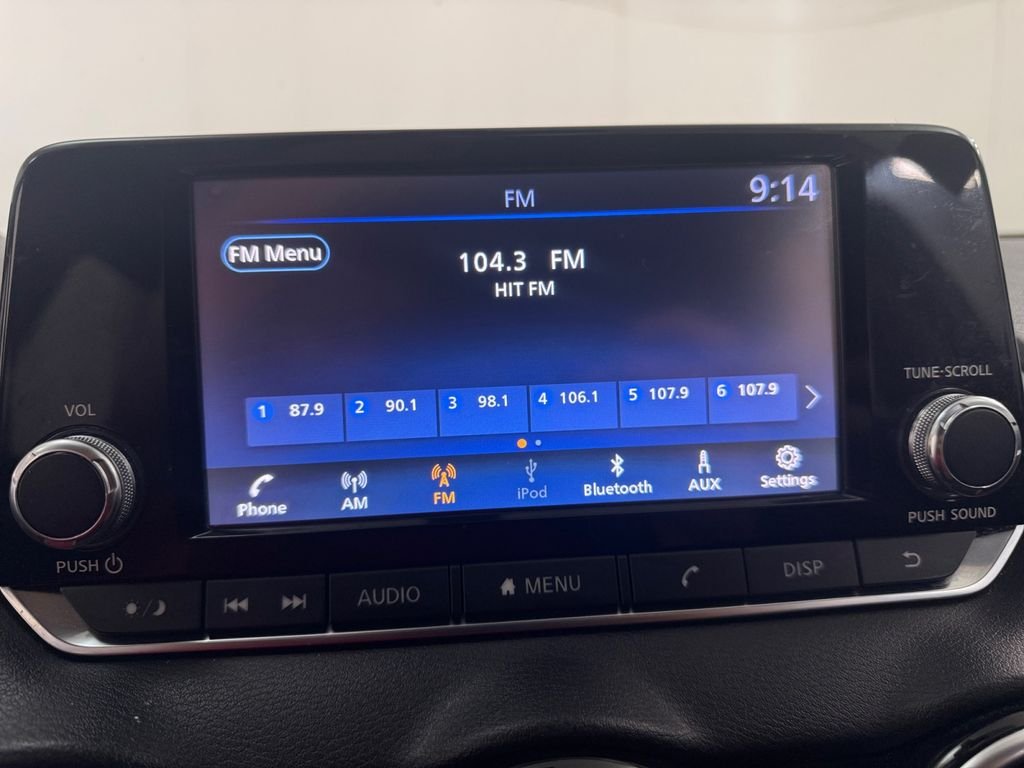 FM
9:14
FM Menu
104.3 FM
HIT FM
1 87.9 2 90.1 3 98.1 4 106.1 5 107.9 6 107.9
Phone AM FM iPod Bluetooth AUX Settings
VOL
PUSH
TUNE·SCROLL
PUSH SOUND
AUDIO MENU DISP